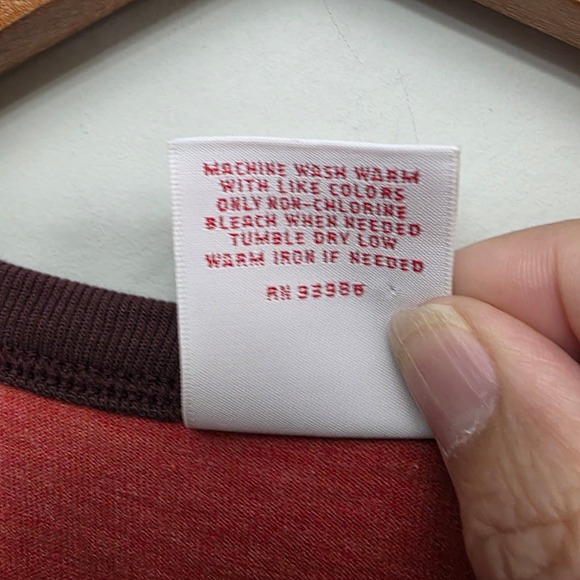 MACHINE WASH WARM
WITH LIKE COLORS
ONLY NON-CHLORINE
BLEACH WHEN NEEDED
TUMBLE DRY LOW
WARM IRON IF NEEDED
RN 93986